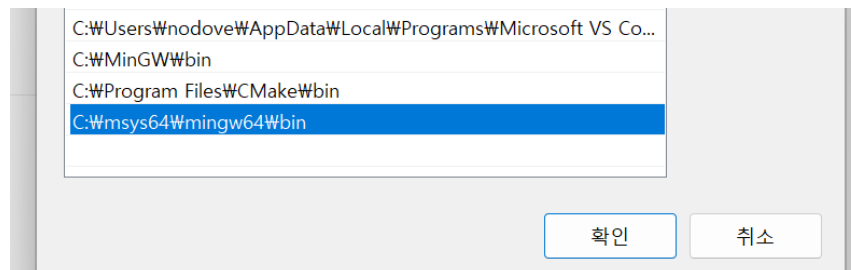 C:₩Users₩nodove₩AppData₩Local₩Programs₩Microsoft VS Co...
C:₩MinGW₩bin
C:₩Program Files₩CMake₩bin
C:₩msys64₩mingw64₩bin
확인 취소